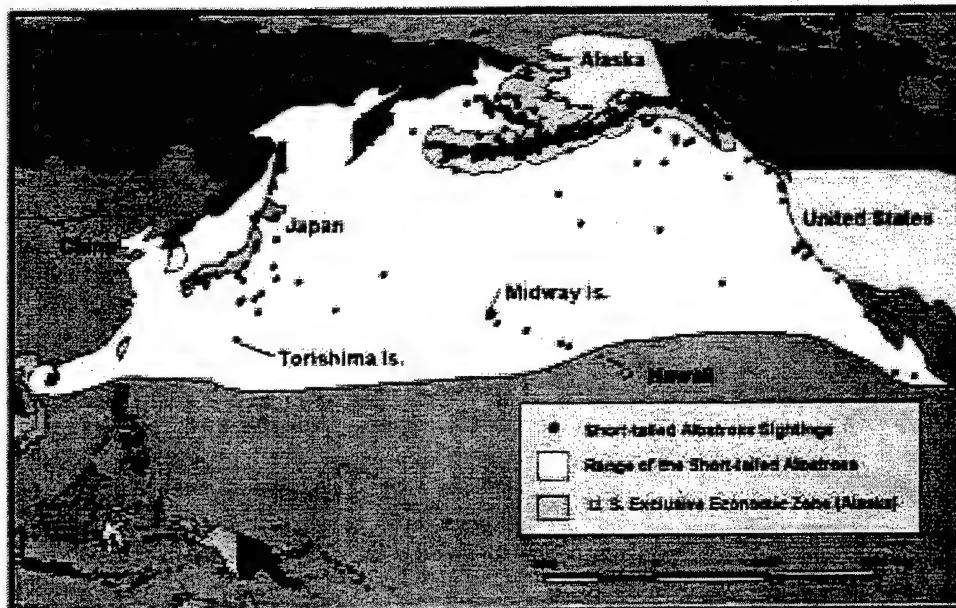 Alaska
United States
Japan
China
Midway Is.
Torishima Is.
Hawaii
Short-tailed Albatross Sightings
Range of the Short-tailed Albatross
U. S. Exclusive Economic Zone (Alaska)